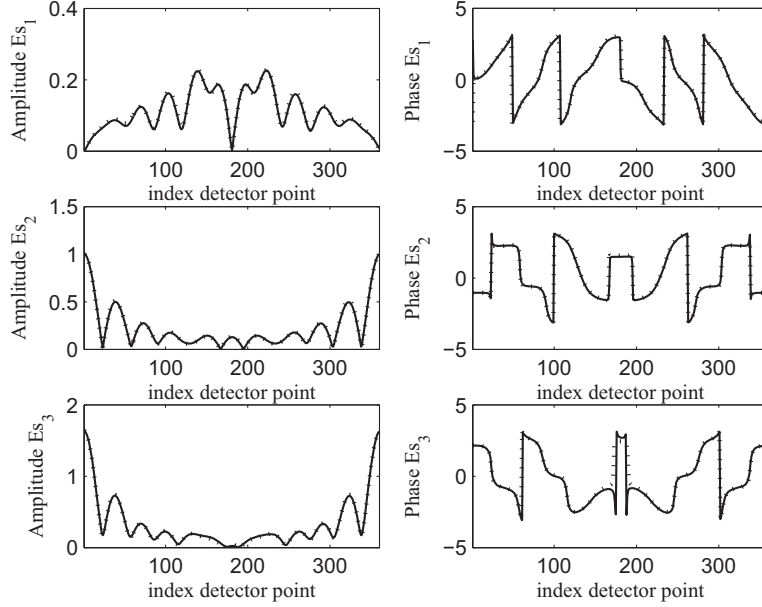 0.4
0.2
0
Amplitude Es1
100 200 300
index detector point
5
0
−5
Phase Es1
100 200 300
index detector point
1.5
1
0.5
0
Amplitude Es2
100 200 300
index detector point
5
0
−5
Phase Es2
0 100 200 300
index detector point
2
1
0
Amplitude Es3
100 200 300
index detector point
5
0
−5
Phase Es3
0 100 200 300
index detector point